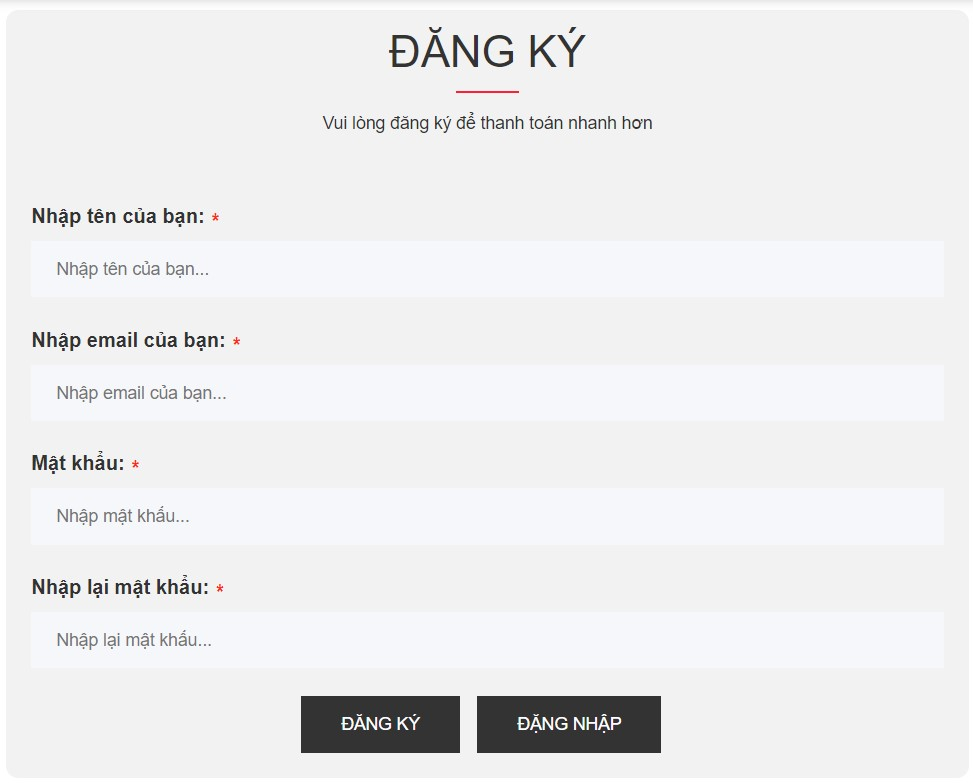 ĐĂNG KÝ
Vui lòng đăng ký để thanh toán nhanh hơn
Nhập tên của bạn: *
Nhập tên của bạn...
Nhập email của bạn: *
Nhập email của bạn...
Mật khẩu: *
Nhập mật khẩu...
Nhập lại mật khẩu: *
Nhập lại mật khẩu...
ĐĂNG KÝ ĐẶNG NHẬP